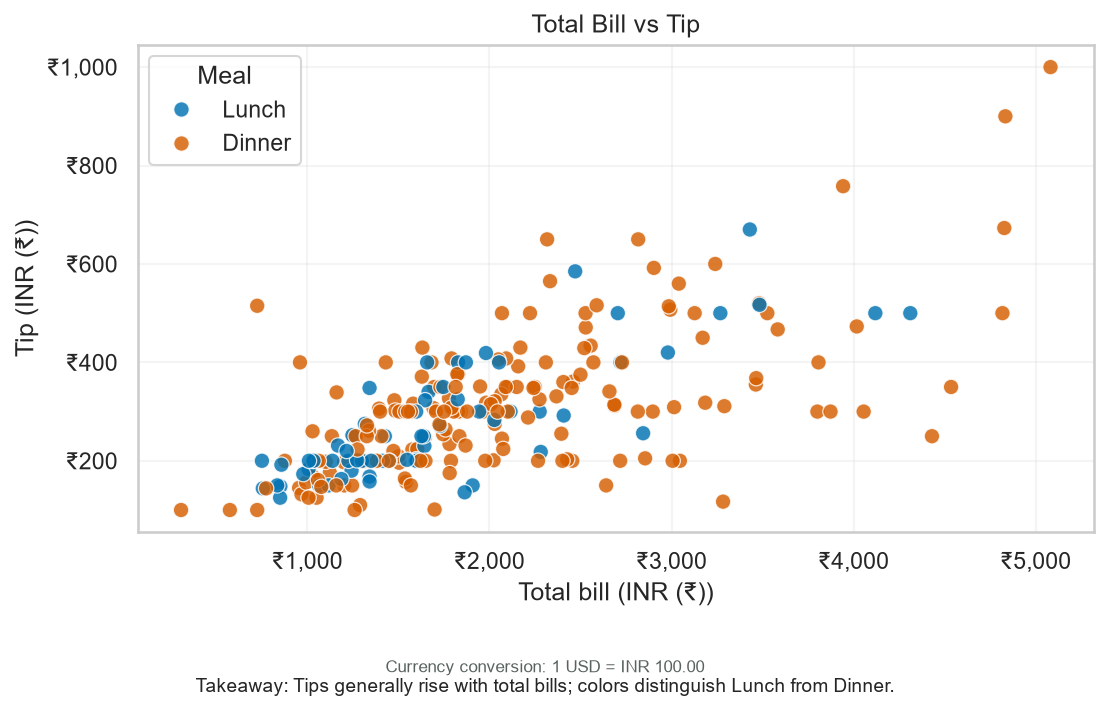 Total Bill vs Tip
Meal
Lunch
Dinner
₹1,000
₹800
₹600
₹400
₹200
Tip (INR (₹))
₹1,000
₹2,000
₹3,000
₹4,000
₹5,000
Total bill (INR (₹))
Currency conversion: 1 USD = INR 100.00
Takeaway: Tips generally rise with total bills; colors distinguish Lunch from Dinner.